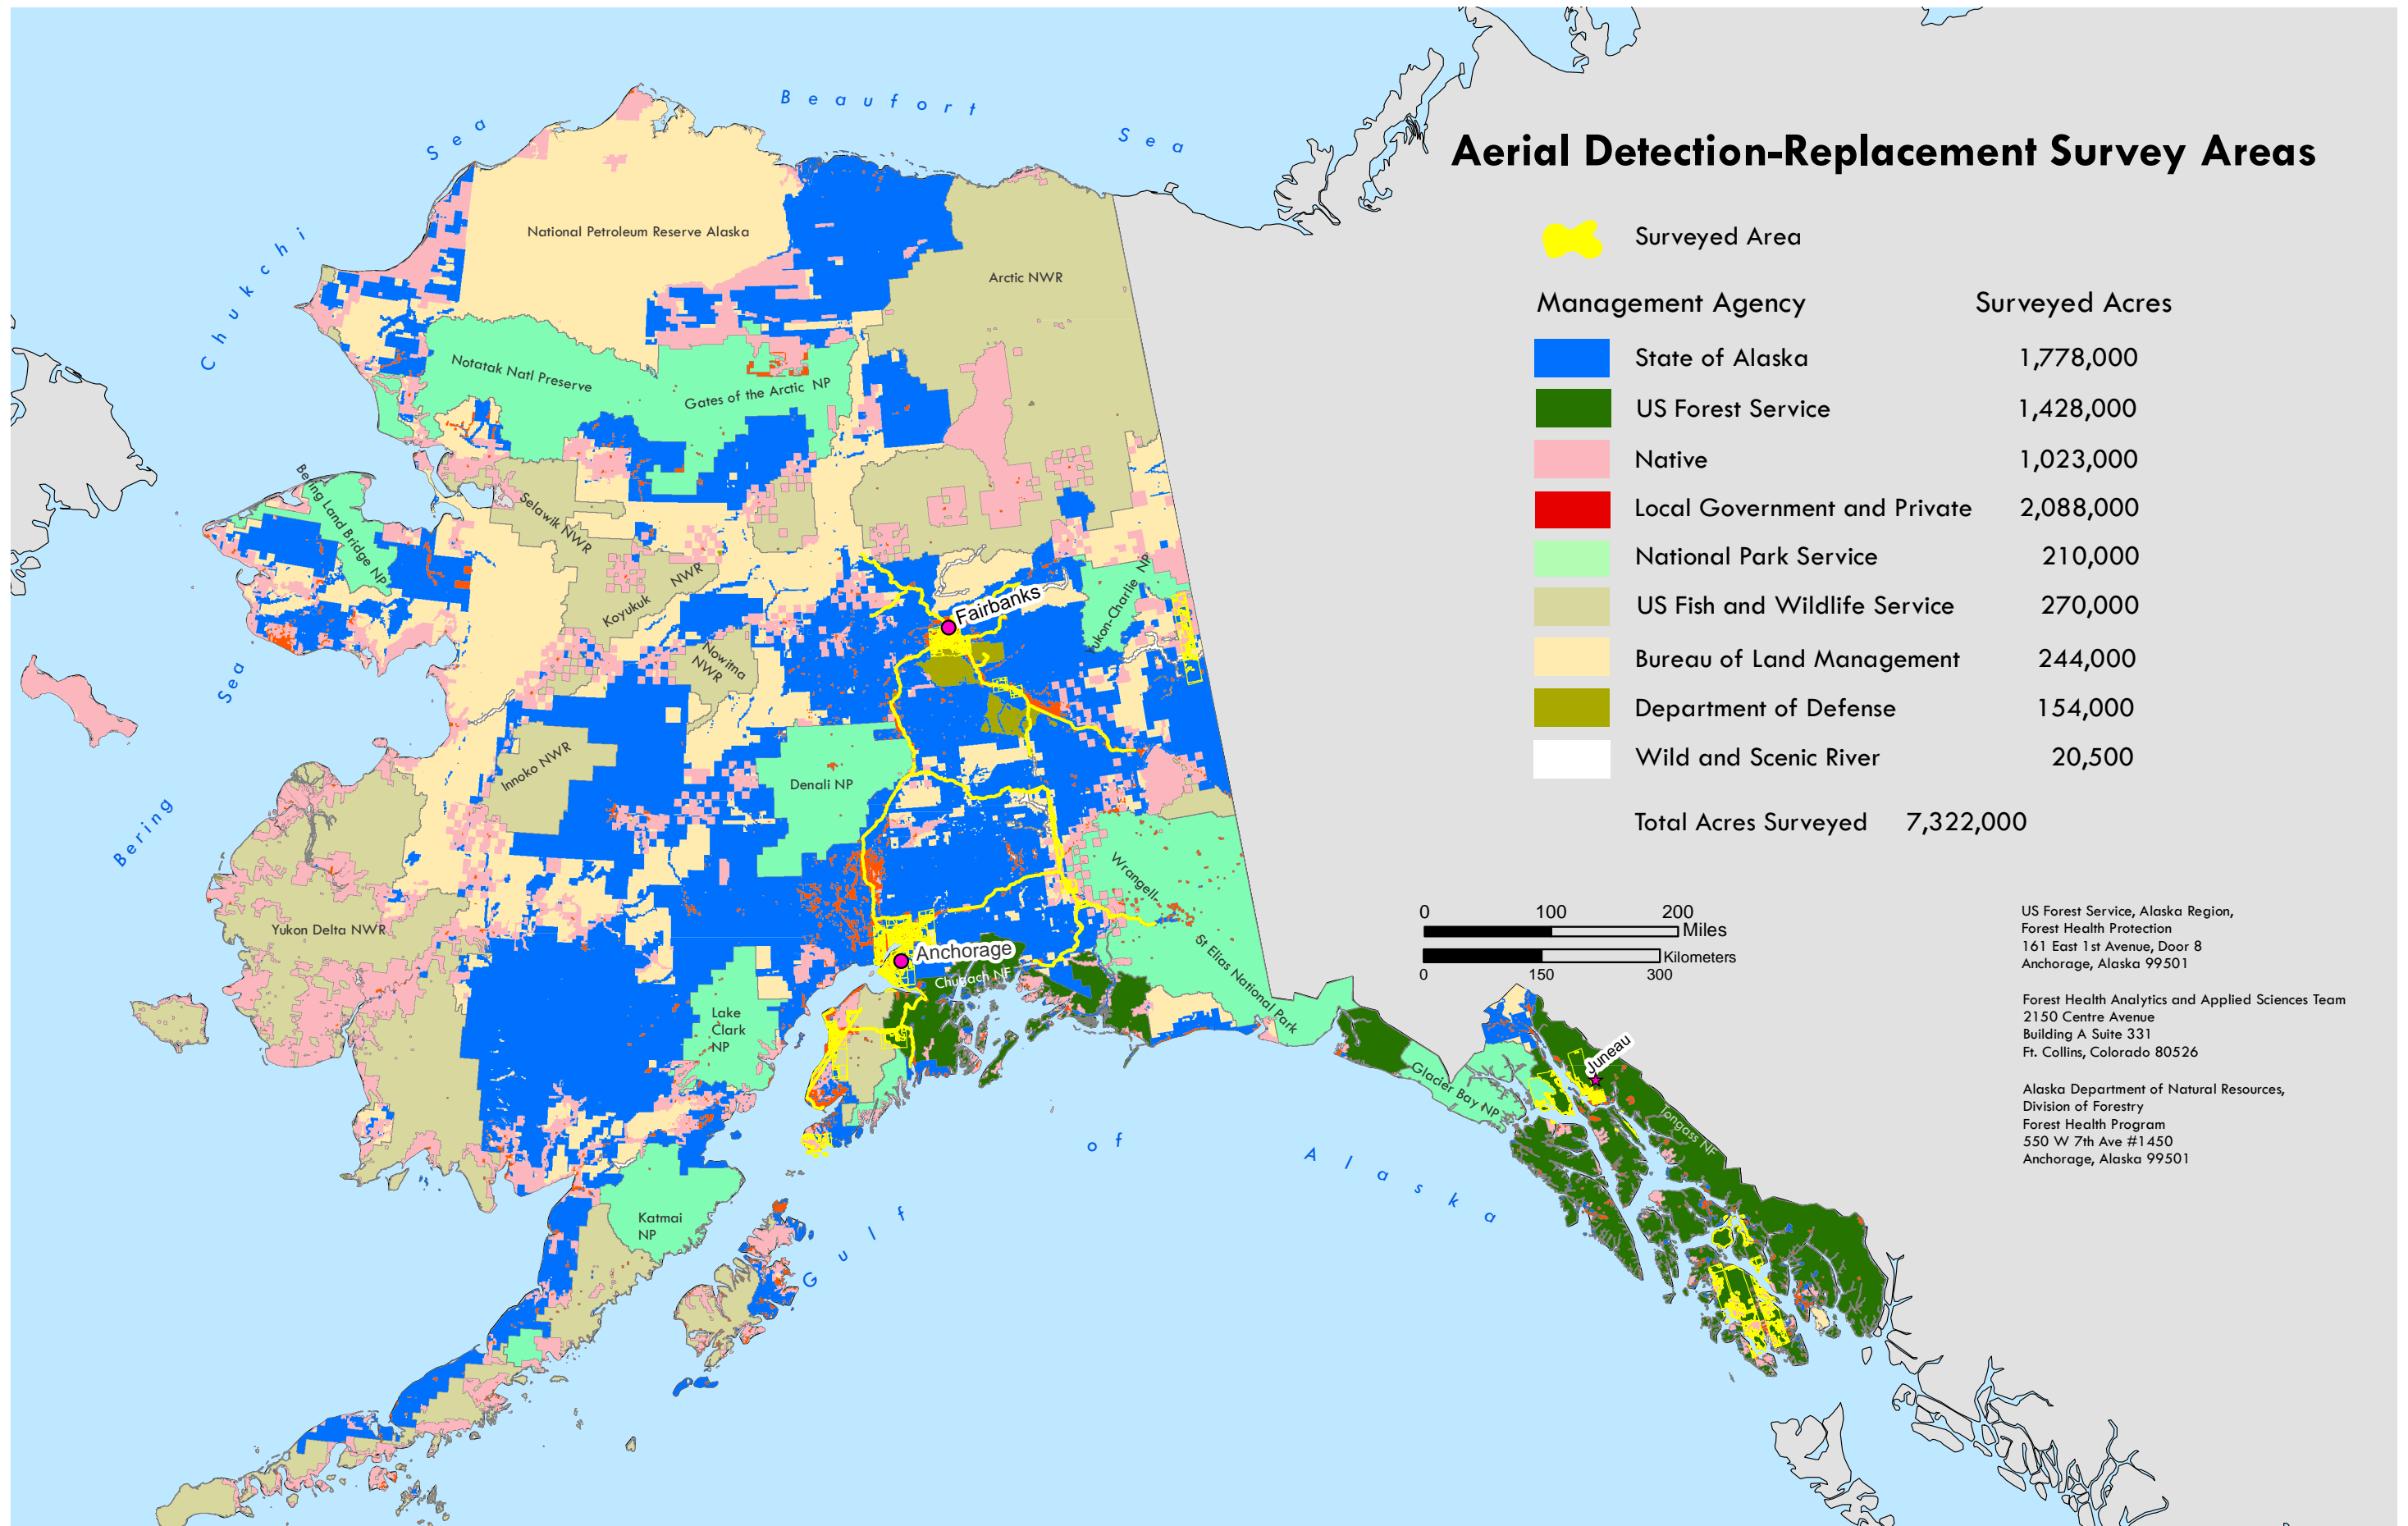 Beaufort Sea
Chukchi Sea
Aerial Detection-Replacement Survey Areas
Surveyed Area
Management Agency Surveyed Acres
State of Alaska 1,778,000
US Forest Service 1,428,000
Native 1,023,000
Local Government and Private 2,088,000
National Park Service 210,000
US Fish and Wildlife Service 270,000
Bureau of Land Management 244,000
Department of Defense 154,000
Wild and Scenic River 20,500
Total Acres Surveyed 7,322,000
0 100 200
Miles
Kilometers
0 150 300
US Forest Service, Alaska Region,
Forest Health Protection
161 East 1st Avenue, Door 8
Anchorage, Alaska 99501
Forest Health Analytics and Applied Sciences Team
2150 Centre Avenue
Building A Suite 331
Ft. Collins, Colorado 80526
Alaska Department of Natural Resources,
Division of Forestry
Forest Health Program
550 W 7th Ave #1450
Anchorage, Alaska 99501
National Petroleum Reserve Alaska
Arctic NWR
Notatak Natl Preserve
Gates of the Arctic NP
Bering Land Bridge NP
Selawik NWR
Koyukuk NWR
Nowitna
NWR
Fairbanks
Yukon-Charlie NP
Innoko NWR
Denali NP
Bering Sea
Wrangell-
St Elias National Park
Yukon Delta NWR
Anchorage
Chugach NF
Lake
Clark
NP
Katmai
NP
Gulf of Alaska
Glacier Bay NP
Juneau
Tongass NF